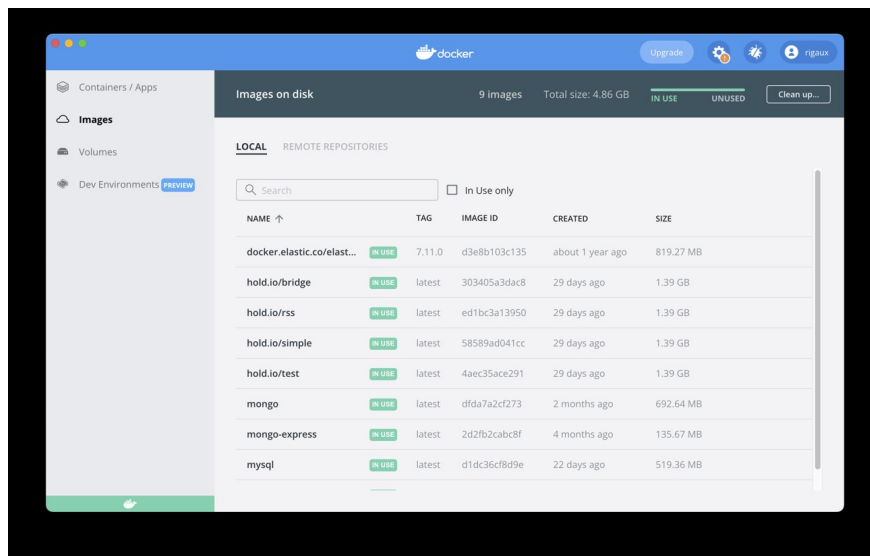 docker
Upgrade
rigaux
Containers / Apps
Images
Volumes
Dev Environments PREVIEW
Images on disk 9 images Total size: 4.86 GB IN USE UNUSED Clean up...
LOCAL REMOTE REPOSITORIES
Search In Use only
NAME TAG IMAGE ID CREATED SIZE
docker.elastic.co/elast... IN USE 7.11.0 d3e8b103c135 about 1 year ago 819.27 MB
hold.io/bridge IN USE latest 303405a3dac8 29 days ago 1.39 GB
hold.io/rss IN USE latest ed1bc3a13950 29 days ago 1.39 GB
hold.io/simple IN USE latest 58589ad041cc 29 days ago 1.39 GB
hold.io/test IN USE latest 4aec35ace291 29 days ago 1.39 GB
mongo IN USE latest dfda7a2cf273 2 months ago 692.64 MB
mongo-express IN USE latest 2d2fb2cabc8f 4 months ago 135.67 MB
mysql IN USE latest d1dc36cf8d9e 22 days ago 519.36 MB